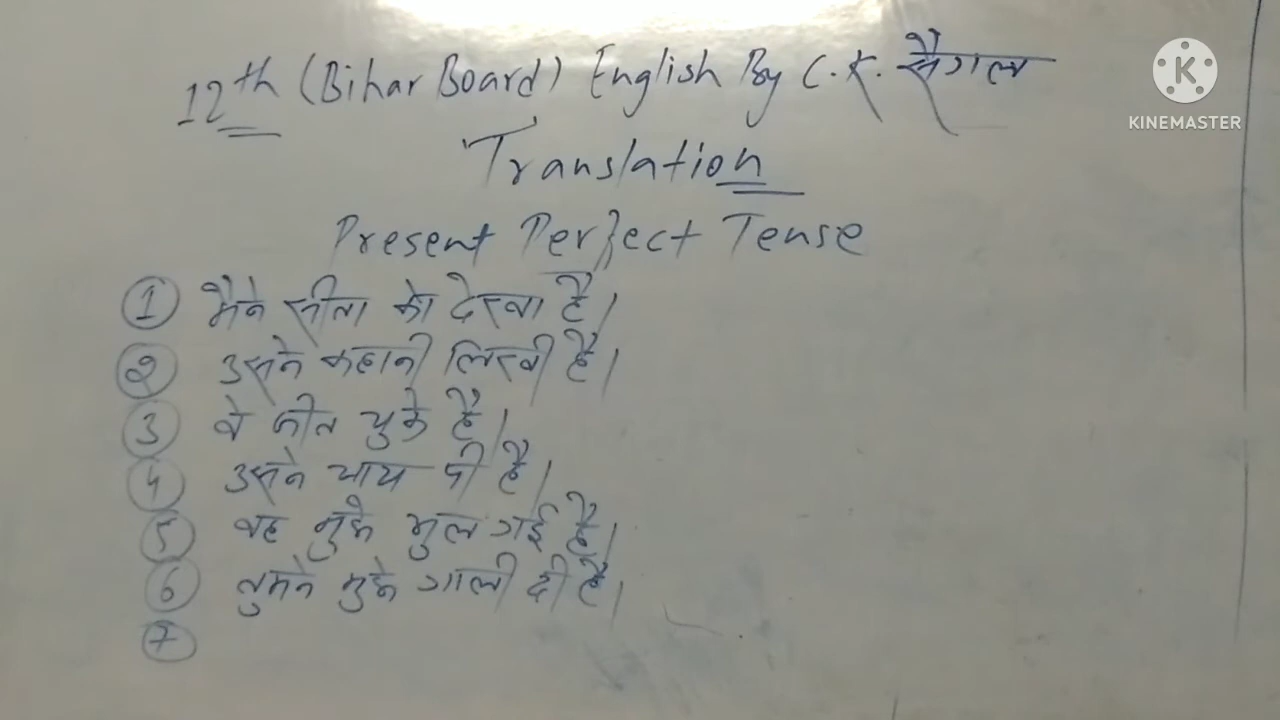 12th (Bihar Board) English By C.K. सैगल
KINEMASTER
Translation
Present Perfect Tense
1 मैने सीता को देखा है।
2 उसने कहानी लिखी है।
3 वे जीत चुके है।
4 उसने चाय पी है।
5 वह मुझे भुल गई है।
6 तुमने मुझे गाली दी है।
7